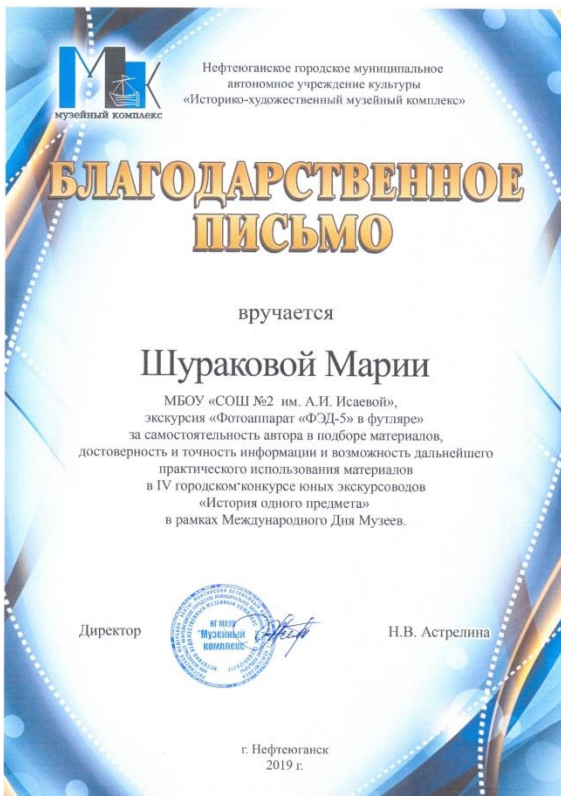 МК
музейный комплекс
Нефтеюганское городское муниципальное
автономное учреждение культуры
«Историко-художественный музейный комплекс»
БЛАГОДАРСТВЕННОЕ
ПИСЬМО
вручается
Шураковой Марии
МБОУ «СОШ №2 им. А.И. Исаевой»,
экскурсия «Фотоаппарат «ФЭД-5» в футляре»
за самостоятельность автора в подборе материалов,
достоверность и точность информации и возможность дальнейшего
практического использования материалов
в IV городском конкурсе юных экскурсоводов
«История одного предмета»
в рамках Международного Дня Музеев.
Директор
НГ МАУК
"Музейный
комплекс"
Н.В. Астрелина
г. Нефтеюганск
2019 г.